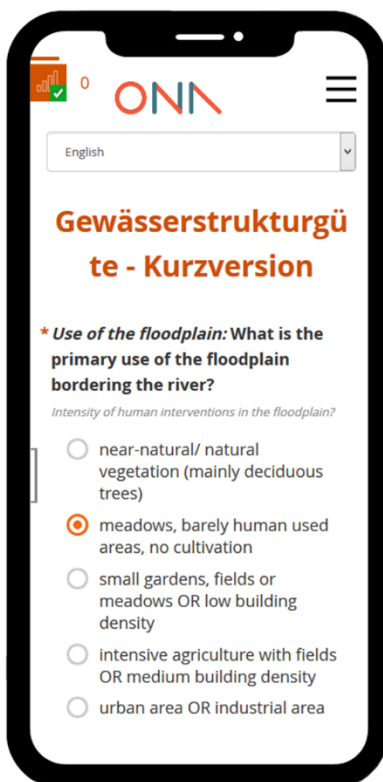 0
ONA
English
Gewässerstrukturgü
te - Kurzversion
* Use of the floodplain: What is the
primary use of the floodplain
bordering the river?
Intensity of human interventions in the floodplain?
near-natural/ natural
vegetation (mainly deciduous
trees)
meadows, barely human used
areas, no cultivation
small gardens, fields or
meadows OR low building
density
intensive agriculture with fields
OR medium building density
urban area OR industrial area